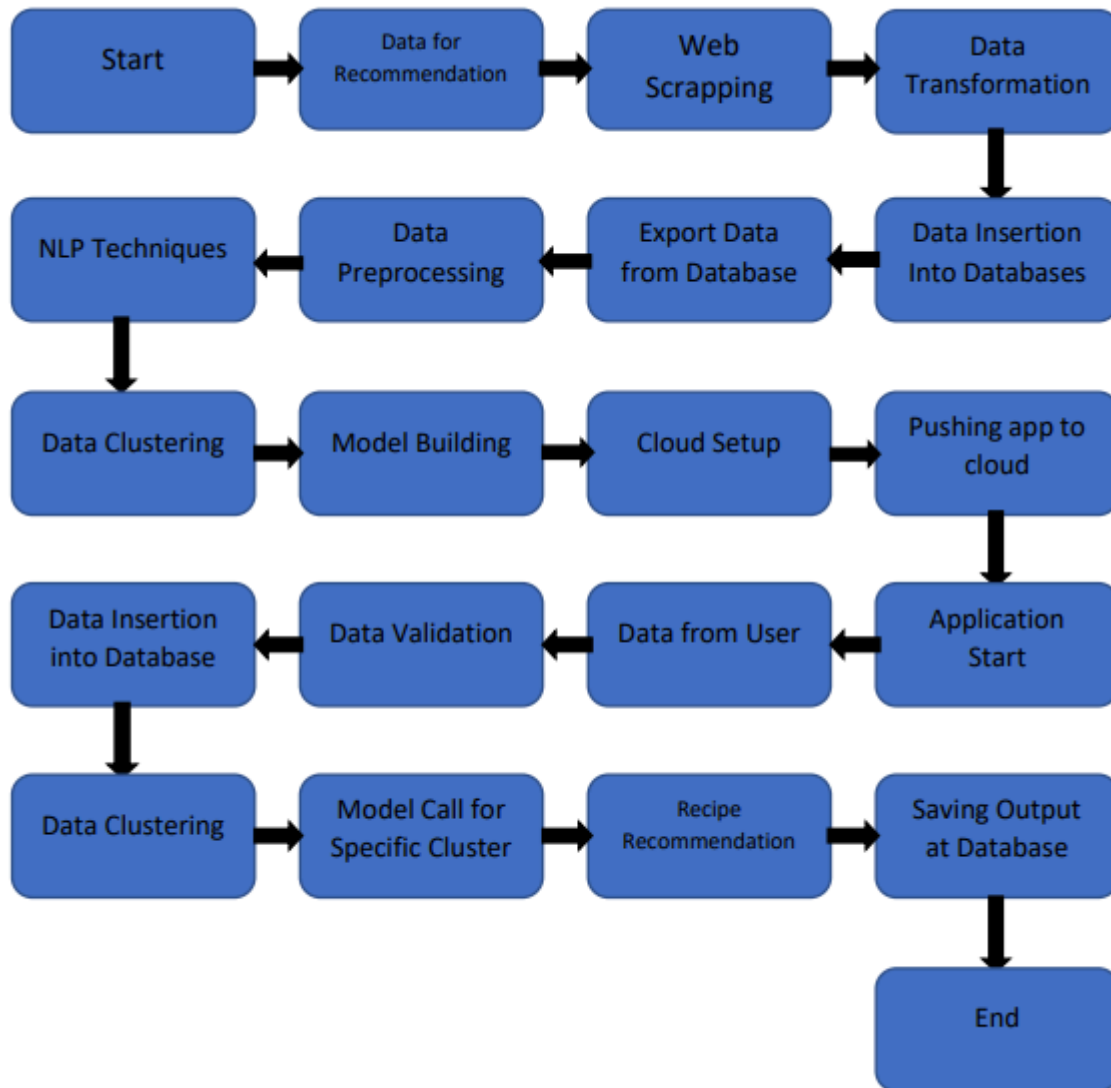 Start
Data for
Recommendation
Web
Scrapping
Data
Transformation
Data Insertion
Into Databases
Export Data
from Database
Data
Preprocessing
NLP Techniques
Data Clustering
Model Building
Cloud Setup
Pushing app to
cloud
Application
Start
Data from User
Data Validation
Data Insertion
into Database
Data Clustering
Model Call for
Specific Cluster
Recipe
Recommendation
Saving Output
at Database
End